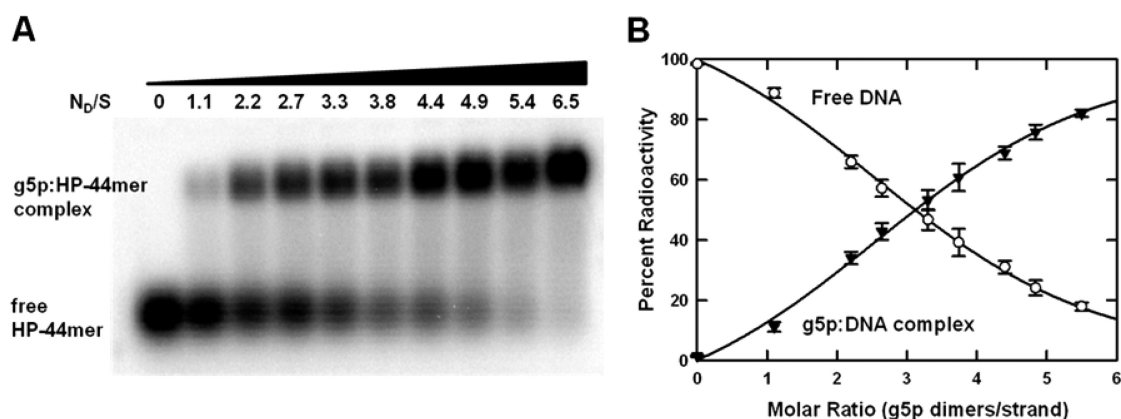 A
N_D/S 0 1.1 2.2 2.7 3.3 3.8 4.4 4.9 5.4 6.5
g5p:HP-44mer
complex
free
HP-44mer
B
100
80
60
40
20
0
Percent Radioactivity
Free DNA
g5p:DNA complex
0 1 2 3 4 5 6
Molar Ratio (g5p dimers/strand)